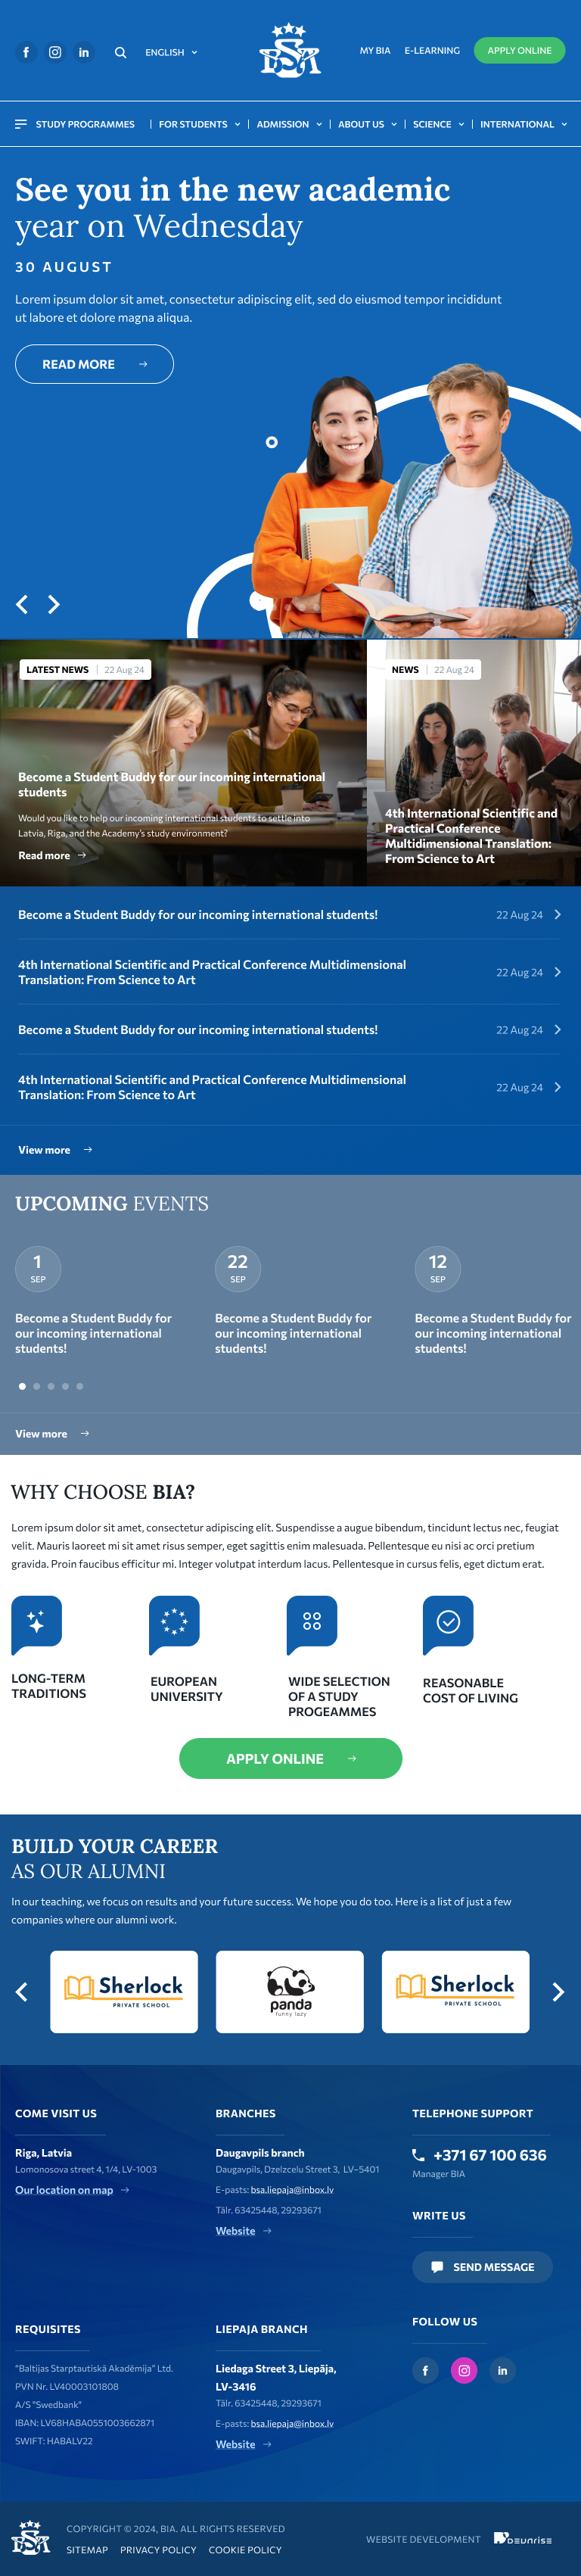 ENGLISH
BSA
MY BIA
E-LEARNING
APPLY ONLINE
STUDY PROGRAMMES
FOR STUDENTS
ADMISSION
ABOUT US
SCIENCE
INTERNATIONAL
See you in the new academic
year on Wednesday
30 AUGUST
Lorem ipsum dolor sit amet, consectetur adipiscing elit, sed do eiusmod tempor incididunt
ut labore et dolore magna aliqua.
READ MORE
LATEST NEWS 22 Aug 24
Become a Student Buddy for our incoming international
students
Would you like to help our incoming international students to settle into
Latvia, Riga, and the Academy's study environment?
Read more
NEWS 22 Aug 24
4th International Scientific and
Practical Conference
Multidimensional Translation:
From Science to Art
Become a Student Buddy for our incoming international students!
22 Aug 24
4th International Scientific and Practical Conference Multidimensional
Translation: From Science to Art
22 Aug 24
Become a Student Buddy for our incoming international students!
22 Aug 24
4th International Scientific and Practical Conference Multidimensional
Translation: From Science to Art
22 Aug 24
View more
UPCOMING EVENTS
1
SEP
Become a Student Buddy for
our incoming international
students!
22
SEP
Become a Student Buddy for
our incoming international
students!
12
SEP
Become a Student Buddy for
our incoming international
students!
View more
WHY CHOOSE BIA?
Lorem ipsum dolor sit amet, consectetur adipiscing elit. Suspendisse a augue bibendum, tincidunt lectus nec, feugiat
velit. Mauris laoreet mi sit amet risus semper, eget sagittis enim malesuada. Pellentesque eu nisi ac orci pretium
gravida. Proin faucibus efficitur mi. Integer volutpat interdum lacus. Pellentesque in cursus felis, eget dictum erat.
LONG-TERM
TRADITIONS
EUROPEAN
UNIVERSITY
WIDE SELECTION
OF A STUDY
PROGEAMMES
REASONABLE
COST OF LIVING
APPLY ONLINE
BUILD YOUR CAREER
AS OUR ALUMNI
In our teaching, we focus on results and your future success. We hope you do too. Here is a list of just a few
companies where our alumni work.
Sherlock
PRIVATE SCHOOL
panda
funny lazy
Sherlock
PRIVATE SCHOOL
COME VISIT US
Riga, Latvia
Lomonosova street 4, 1/4, LV-1003
Our location on map
BRANCHES
Daugavpils branch
Daugavpils, Dzelzcelu Street 3, LV–5401
E-pasts: bsa.liepaja@inbox.lv
Tālr. 63425448, 29293671
Website
TELEPHONE SUPPORT
+371 67 100 636
Manager BIA
WRITE US
SEND MESSAGE
REQUISITES
"Baltijas Starptautiskā Akadēmija" Ltd.
PVN Nr. LV40003101808
A/S "Swedbank"
IBAN: LV68HABA0551003662871
SWIFT: HABALV22
LIEPAJA BRANCH
Liedaga Street 3, Liepāja,
LV-3416
Tālr. 63425448, 29293671
E-pasts: bsa.liepaja@inbox.lv
Website
FOLLOW US
BSA
COPYRIGHT © 2024, BIA. ALL RIGHTS RESERVED
SITEMAP
PRIVACY POLICY
COOKIE POLICY
WEBSITE DEVELOPMENT